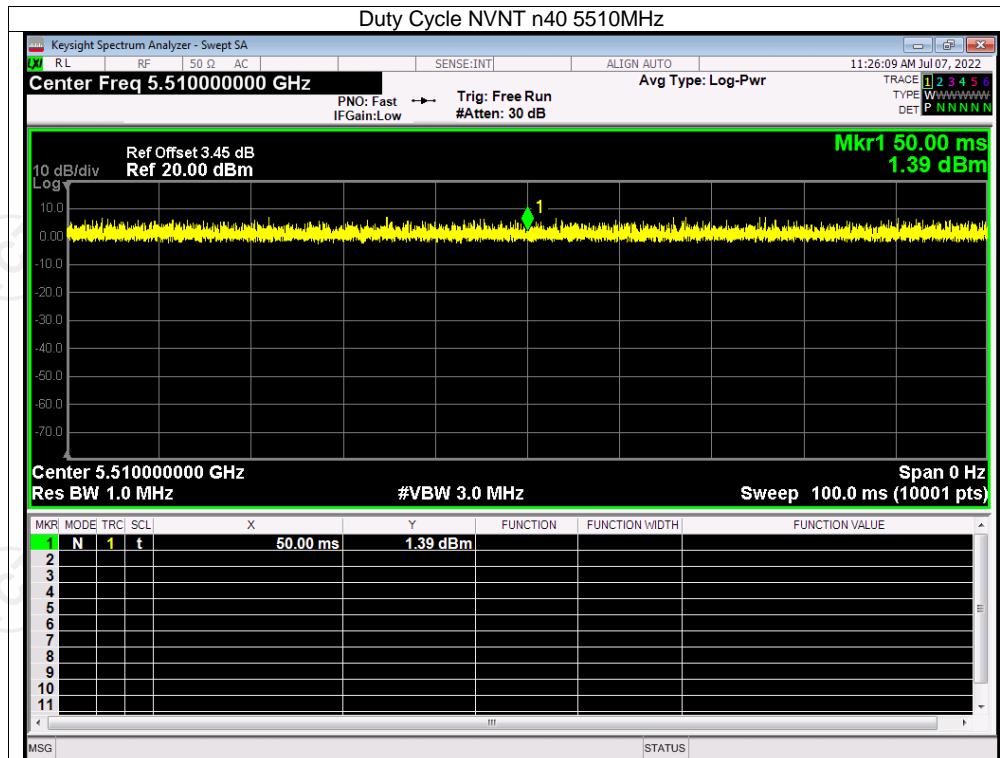 Duty Cycle NVNT n40 5510MHz
Keysight Spectrum Analyzer - Swept SA
LXI RL RF 50 Ω AC SENSE:INT ALIGN AUTO 11:26:09 AM Jul 07, 2022
Center Freq 5.510000000 GHz Avg Type: Log-Pwr TRACE 1 2 3 4 5 6
PNO: Fast Trig: Free Run TYPE WWWWWW
IFGain:Low #Atten: 30 dB DET P N N N N N
Mkr1 50.00 ms
Ref Offset 3.45 dB
10 dB/div Ref 20.00 dBm 1.39 dBm
Log
10.0
1
0.00
-10.0
-20.0
-30.0
-40.0
-50.0
-60.0
-70.0
Center 5.510000000 GHz Span 0 Hz
Res BW 1.0 MHz #VBW 3.0 MHz Sweep 100.0 ms (10001 pts)
MKR MODE TRC SCL X Y FUNCTION FUNCTION WIDTH FUNCTION VALUE
1 N 1 t 50.00 ms 1.39 dBm
2
3
4
5
6
7
8
9
10
11
MSG STATUS